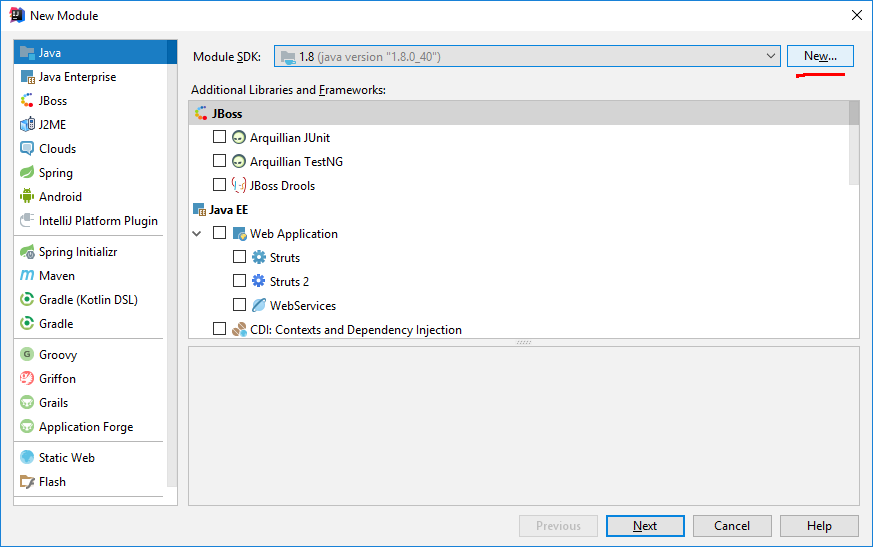 New Module
Java
Java Enterprise
JBoss
J2ME
Clouds
Spring
Android
IntelliJ Platform Plugin
Spring Initializr
Maven
Gradle (Kotlin DSL)
Gradle
Groovy
Griffon
Grails
Application Forge
Static Web
Flash
Module SDK: 1.8 (java version "1.8.0_40") New...
Additional Libraries and Frameworks:
JBoss
Arquillian JUnit
Arquillian TestNG
JBoss Drools
Java EE
Web Application
Struts
Struts 2
WebServices
CDI: Contexts and Dependency Injection
Previous Next Cancel Help